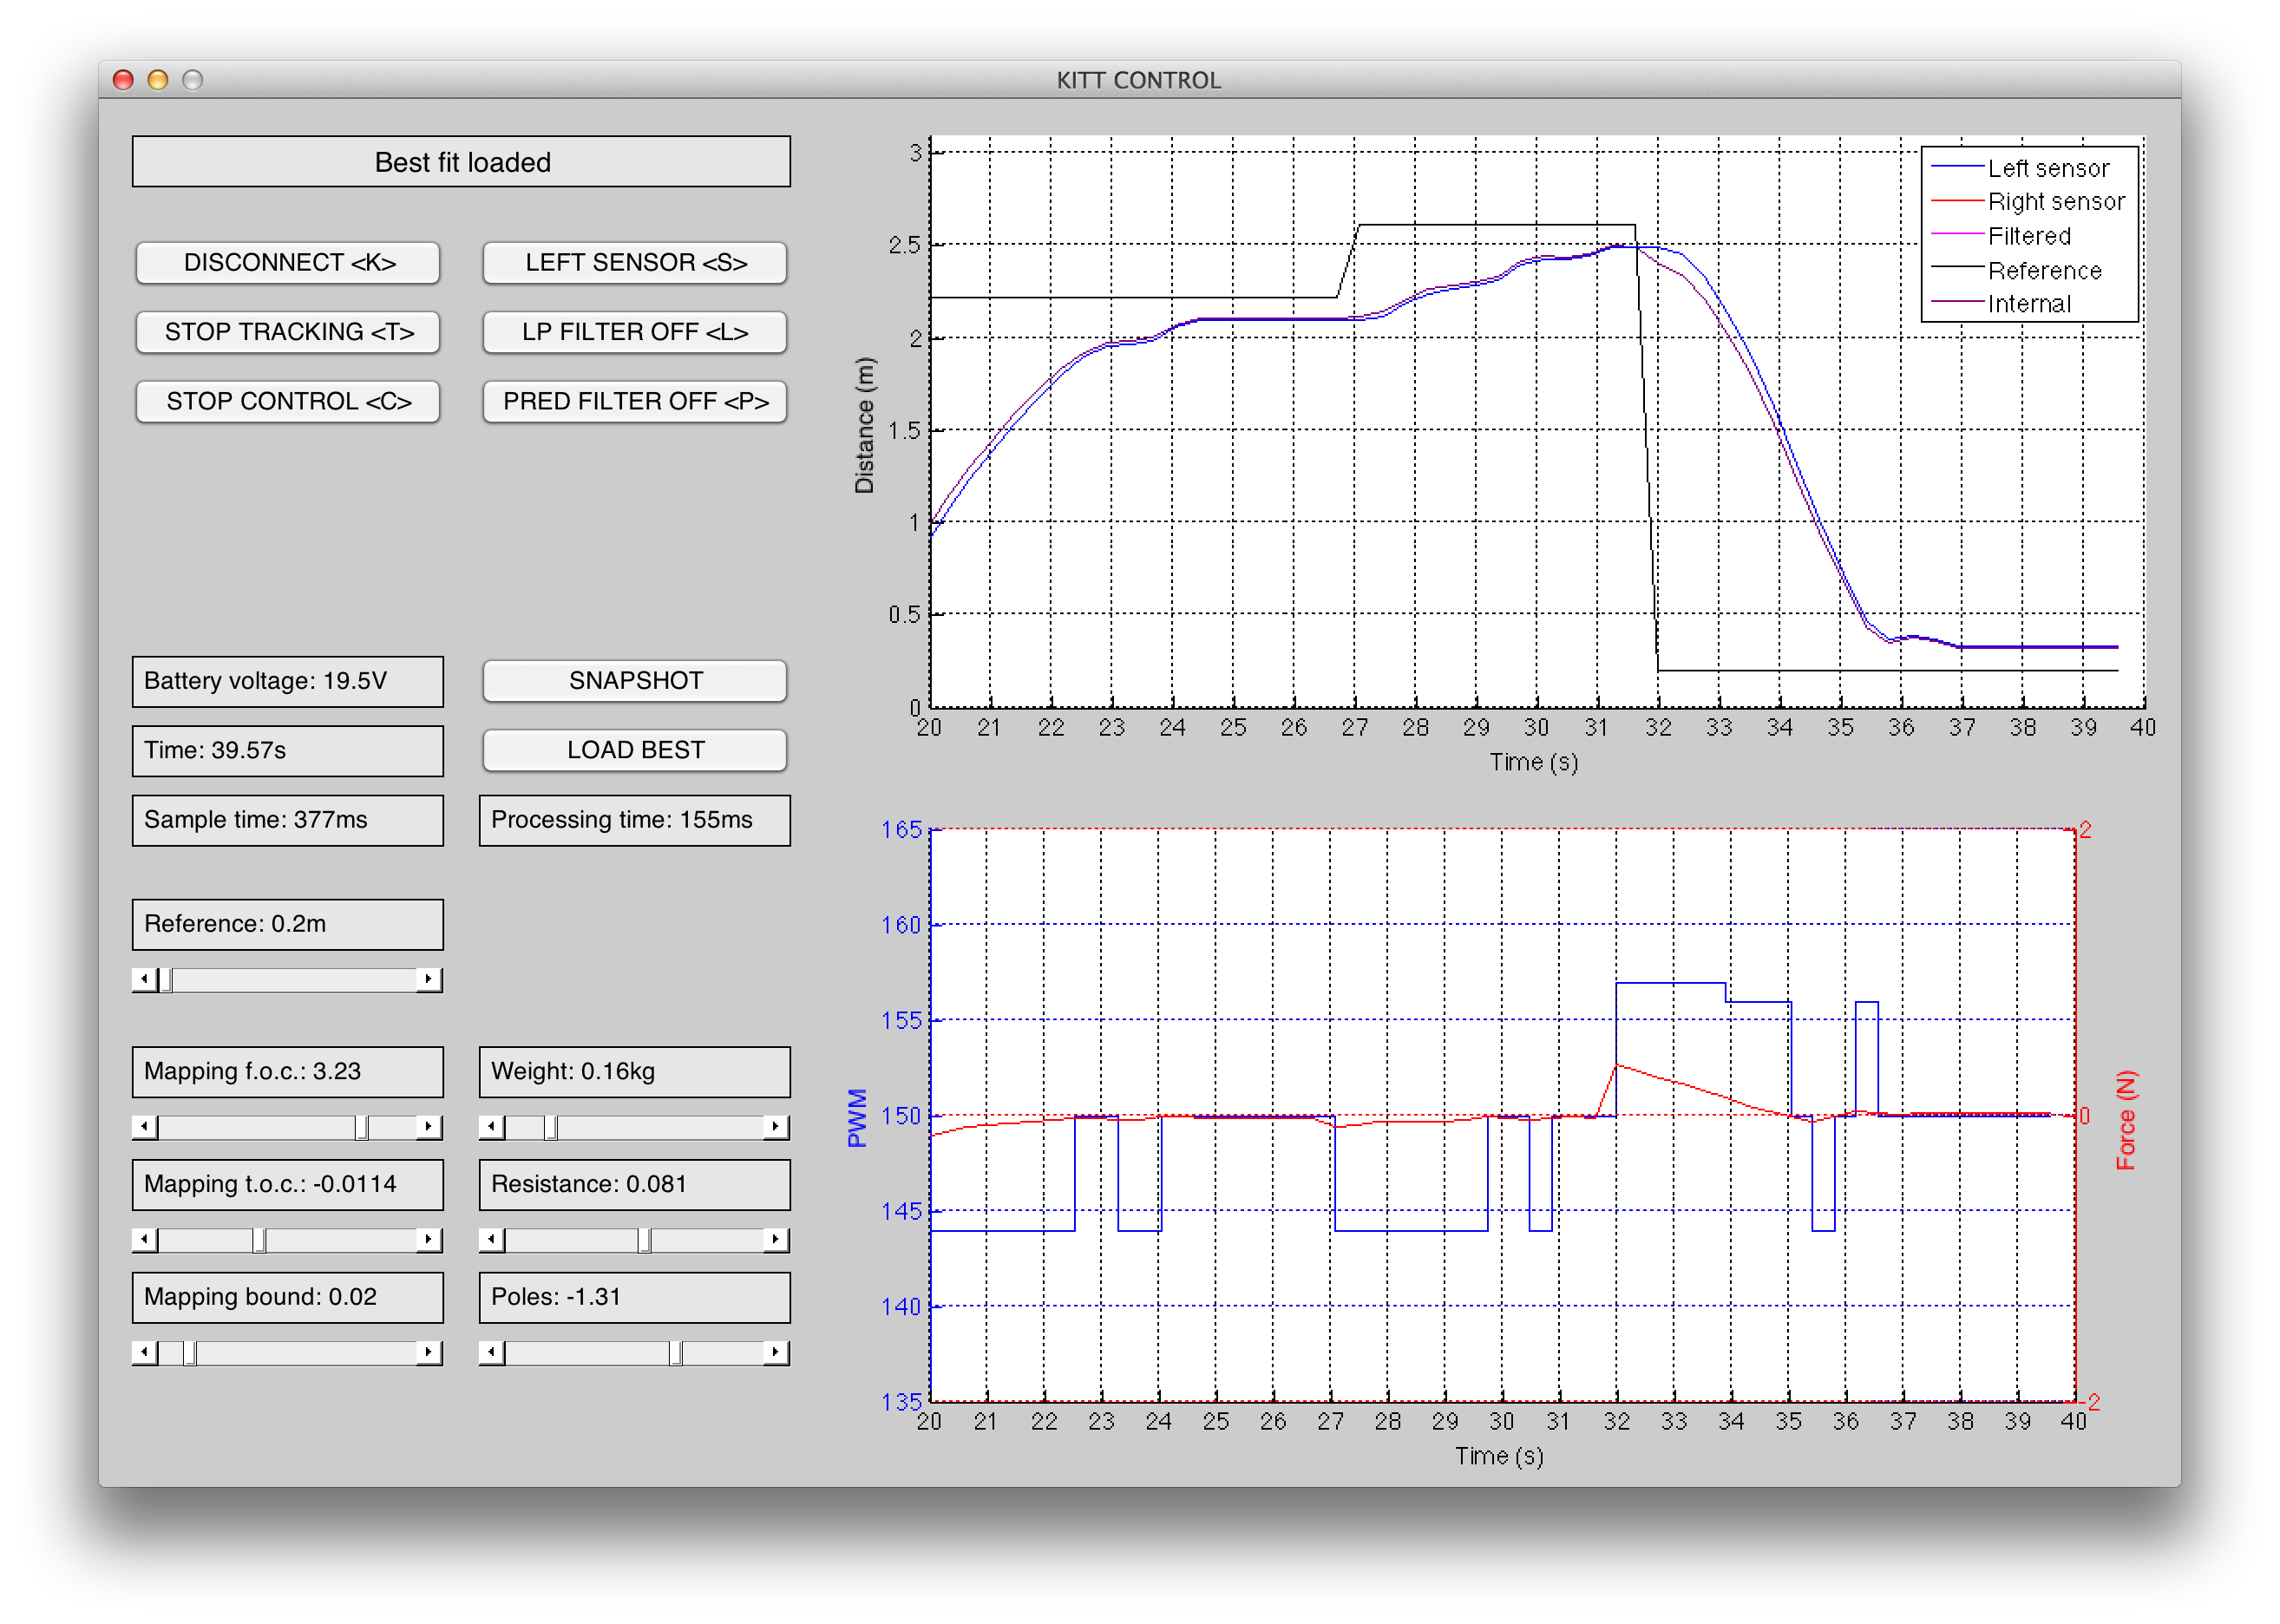 KITT CONTROL
Best fit loaded
DISCONNECT <K>
LEFT SENSOR <S>
STOP TRACKING <T>
LP FILTER OFF <L>
STOP CONTROL <C>
PRED FILTER OFF <P>
Battery voltage: 19.5V
SNAPSHOT
Time: 39.57s
LOAD BEST
Sample time: 377ms
Processing time: 155ms
Reference: 0.2m
Mapping f.o.c.: 3.23
Weight: 0.16kg
Mapping t.o.c.: -0.0114
Resistance: 0.081
Mapping bound: 0.02
Poles: -1.31
3
2.5
2
1.5
1
0.5
0
Distance (m)
Left sensor
Right sensor
Filtered
Reference
Internal
20 21 22 23 24 25 26 27 28 29 30 31 32 33 34 35 36 37 38 39 40
Time (s)
165
160
155
150
145
140
135
PWM
2
0
-2
Force (N)
20 21 22 23 24 25 26 27 28 29 30 31 32 33 34 35 36 37 38 39 40
Time (s)